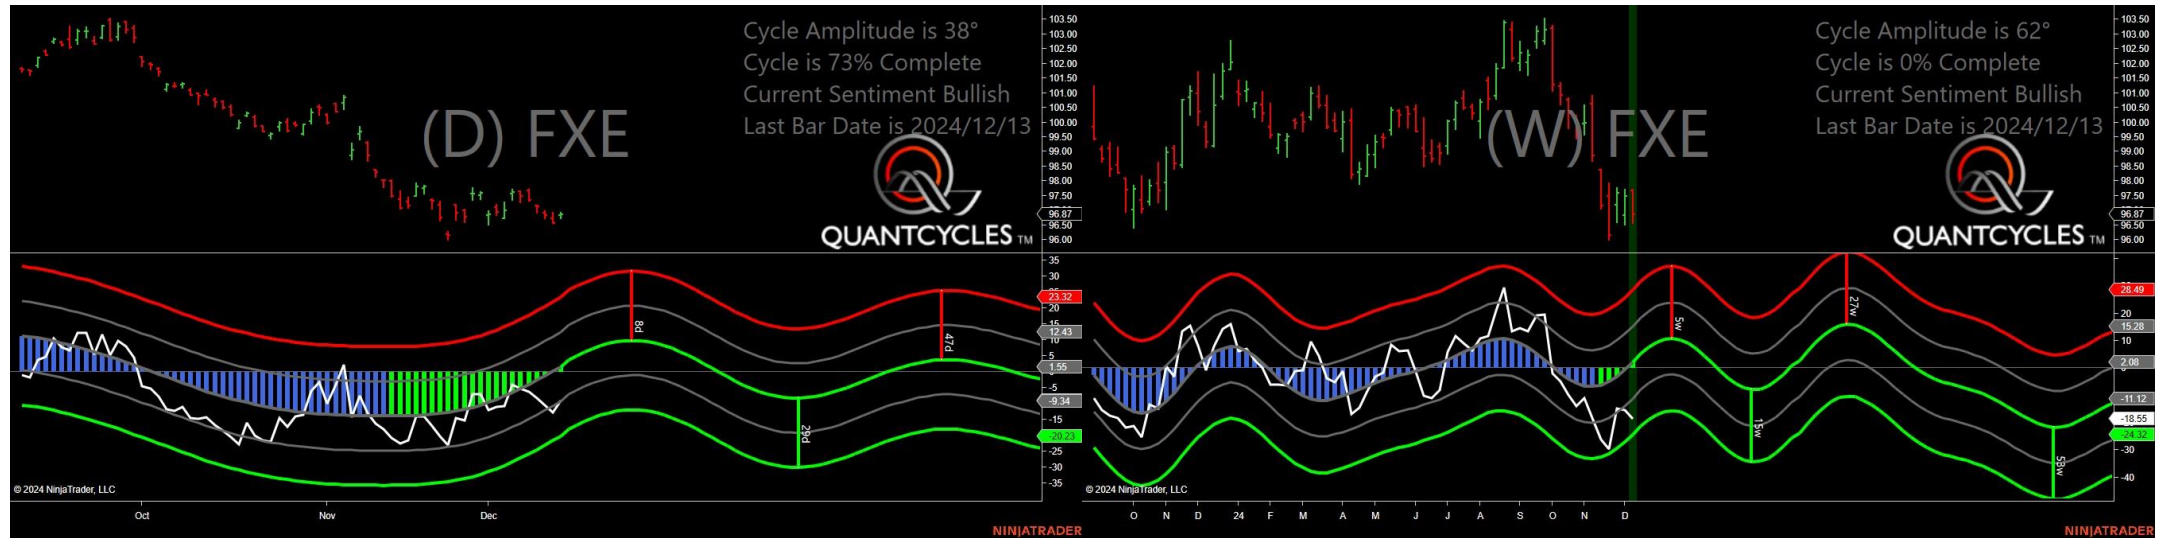 Cycle Amplitude is 38°
Cycle is 73% Complete
Current Sentiment Bullish
Last Bar Date is 2024/12/13
(D) FXE
QUANTCYCLES TM
103.50
103.00
102.50
102.00
101.50
101.00
100.50
100.00
99.50
99.00
98.50
98.00
97.50
96.87
96.50
96.00
35
30
23.32
20
15
12.43
10
5
1.55
-5
-9.34
-15
-20.23
-25
-30
-35
8d
29d
47d
© 2024 NinjaTrader, LLC
Oct Nov Dec
NINJATRADER
Cycle Amplitude is 62°
Cycle is 0% Complete
Current Sentiment Bullish
Last Bar Date is 2024/12/13
(W) FXE
QUANTCYCLES TM
103.50
103.00
102.50
102.00
101.50
101.00
100.50
100.00
99.50
99.00
98.50
98.00
97.50
96.87
96.50
96.00
28.49
20
15.28
10
2.08
-11.12
-18.55
-24.32
-30
-40
5w
15w
27w
53w
© 2024 NinjaTrader, LLC
O N D 24 F M A M J J A S O N D
NINJATRADER